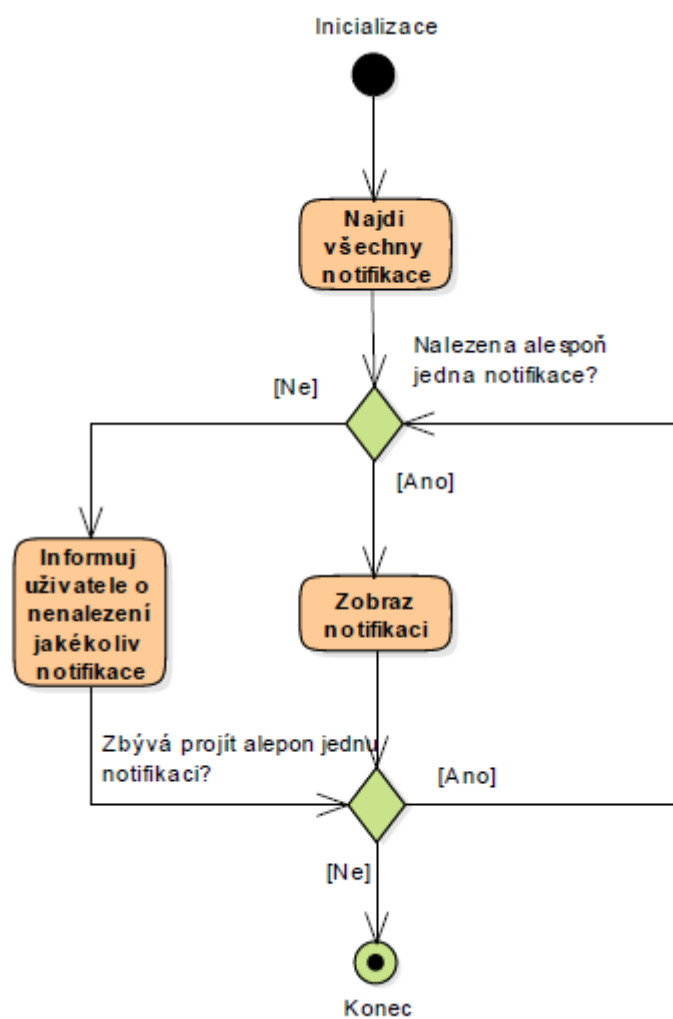 Inicializace
Najdi
všechny
notifikace
Nalezena alespoň
jedna notifikace?
[Ne]
[Ano]
Informuj
uživatele o
nenalezení
jakékoliv
notifikace
Zobraz
notifikaci
Zbývá projít alepon jednu
notifikaci?
[Ano]
[Ne]
Konec